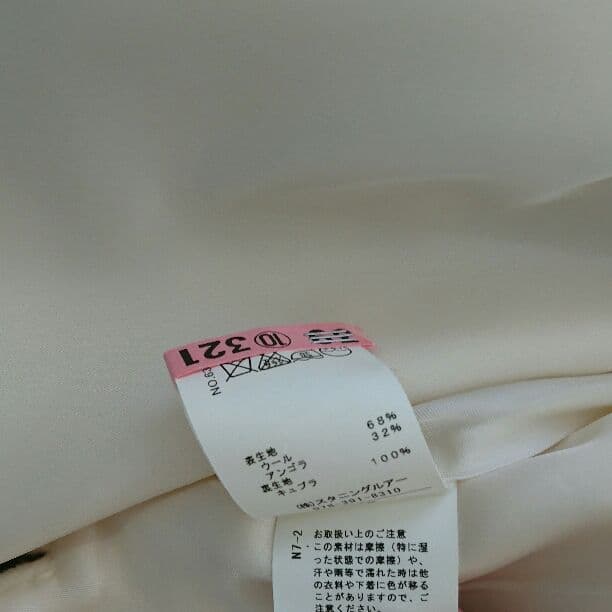 ⑩321
NO.63
表生地
ウール 68%
アンゴラ 32%
裏生地
キュプラ 100%
(株)スタニングルアー
078-391-8310
N7-2
お取扱い上のご注意
・この素材は摩擦(特に湿
った状態での摩擦)や、
汗や雨等で濡れた時は他
の衣料や下着に色が移る
ことがありますので、ご
注意ください。